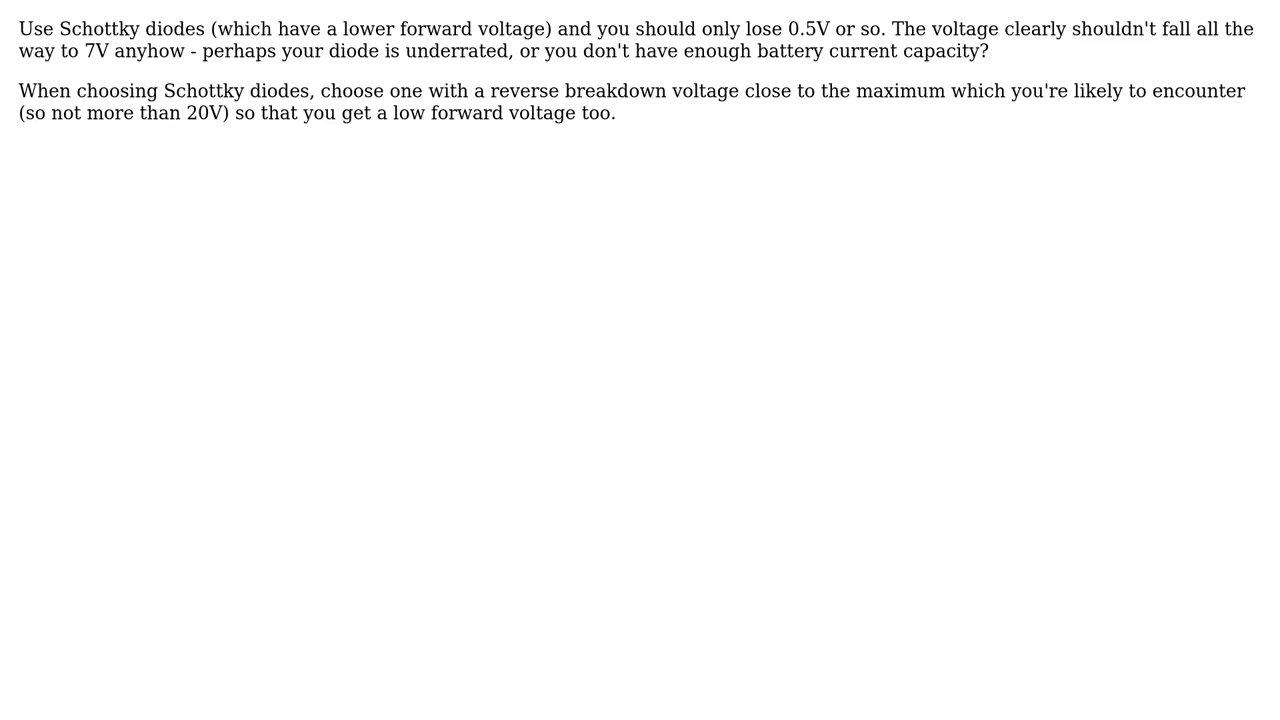 Use Schottky diodes (which have a lower forward voltage) and you should only lose 0.5V or so. The voltage clearly shouldn't fall all the
way to 7V anyhow - perhaps your diode is underrated, or you don't have enough battery current capacity?
When choosing Schottky diodes, choose one with a reverse breakdown voltage close to the maximum which you're likely to encounter
(so not more than 20V) so that you get a low forward voltage too.